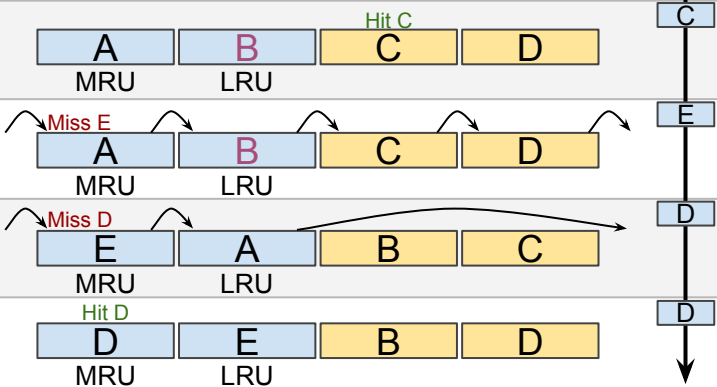 Hit C
C
A B C D
MRU LRU
E
Miss E
A B C D
MRU LRU
D
Miss D
E A B C
MRU LRU
D
Hit D
D E B D
MRU LRU